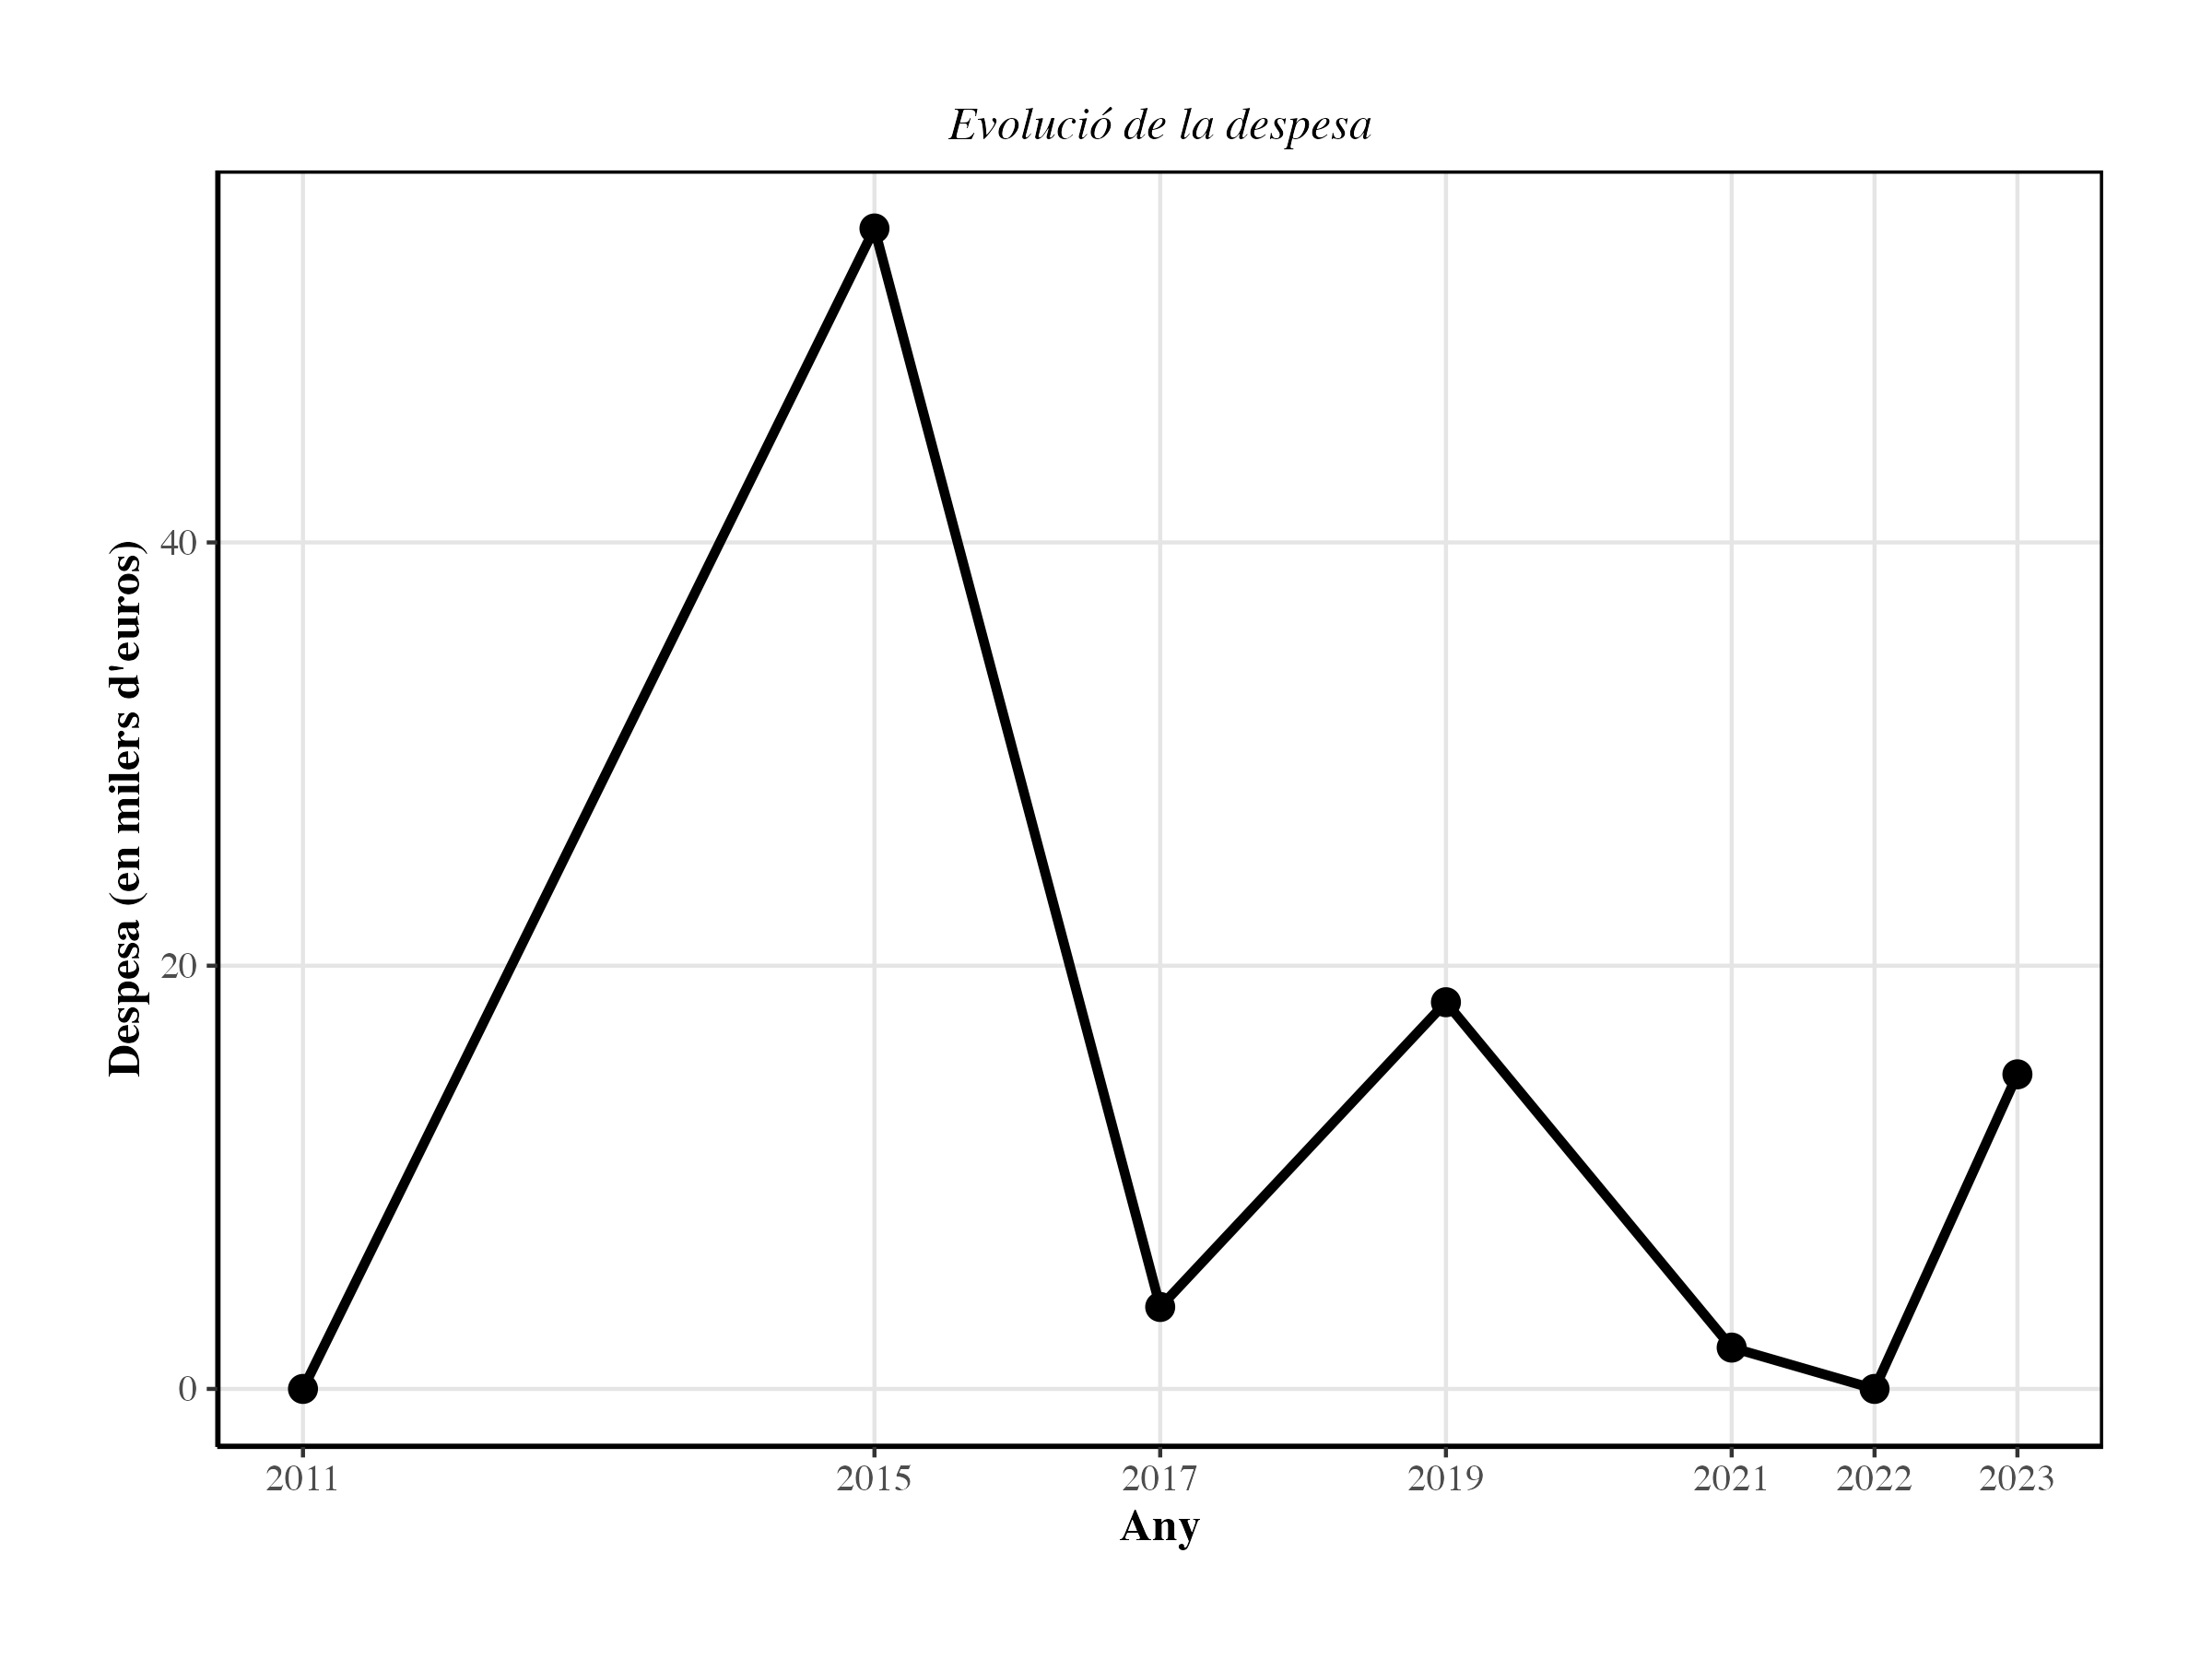 Evolució de la despesa
Despesa (en milers d'euros)
40
20
0
2011 2015 2017 2019 2021 2022 2023
Any